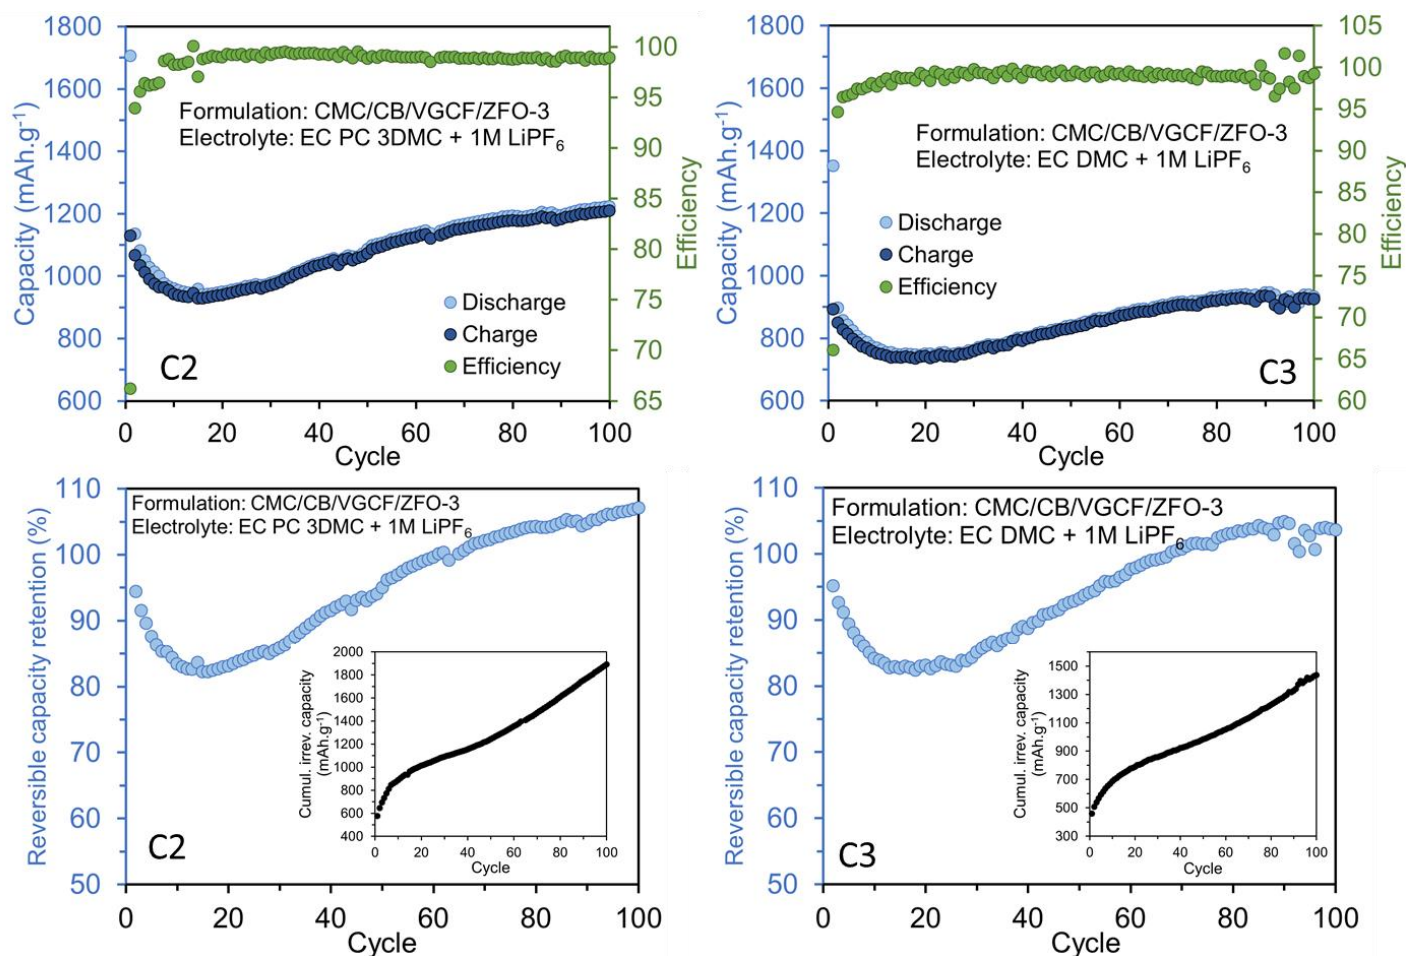 Capacity (mAh.g-1)
1800
1600
1400
1200
1000
800
600
Formulation: CMC/CB/VGCF/ZFO-3
Electrolyte: EC PC 3DMC + 1M LiPF6
Discharge
Charge
Efficiency
C2
100
95
90
85
80
75
70
65
Efficiency
0 20 40 60 80 100
Cycle
Capacity (mAh.g-1)
1800
1600
1400
1200
1000
800
600
Formulation: CMC/CB/VGCF/ZFO-3
Electrolyte: EC DMC + 1M LiPF6
Discharge
Charge
Efficiency
C3
105
100
95
90
85
80
75
70
65
60
Efficiency
0 20 40 60 80 100
Cycle
Reversible capacity retention (%)
110
100
90
80
70
60
50
Formulation: CMC/CB/VGCF/ZFO-3
Electrolyte: EC PC 3DMC + 1M LiPF6
Cumul. irrev. capacity
(mAh.g-1)
2000
1800
1600
1400
1200
1000
800
600
400
0 20 40 60 80 100
Cycle
C2
0 20 40 60 80 100
Cycle
Reversible capacity retention (%)
110
100
90
80
70
60
50
Formulation: CMC/CB/VGCF/ZFO-3
Electrolyte: EC DMC + 1M LiPF6
Cumul. irrev. capacity
(mAh.g-1)
1500
1300
1100
900
700
500
300
0 20 40 60 80 100
Cycle
C3
0 20 40 60 80 100
Cycle